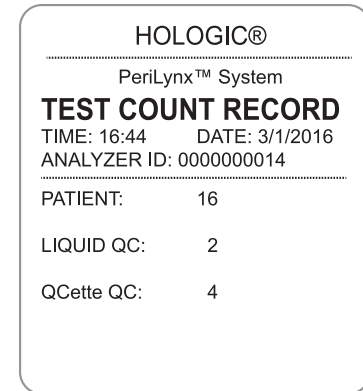 HOLOGIC®
PeriLynx™ System
TEST COUNT RECORD
TIME: 16:44 DATE: 3/1/2016
ANALYZER ID: 0000000014
PATIENT: 16
LIQUID QC: 2
QCette QC: 4